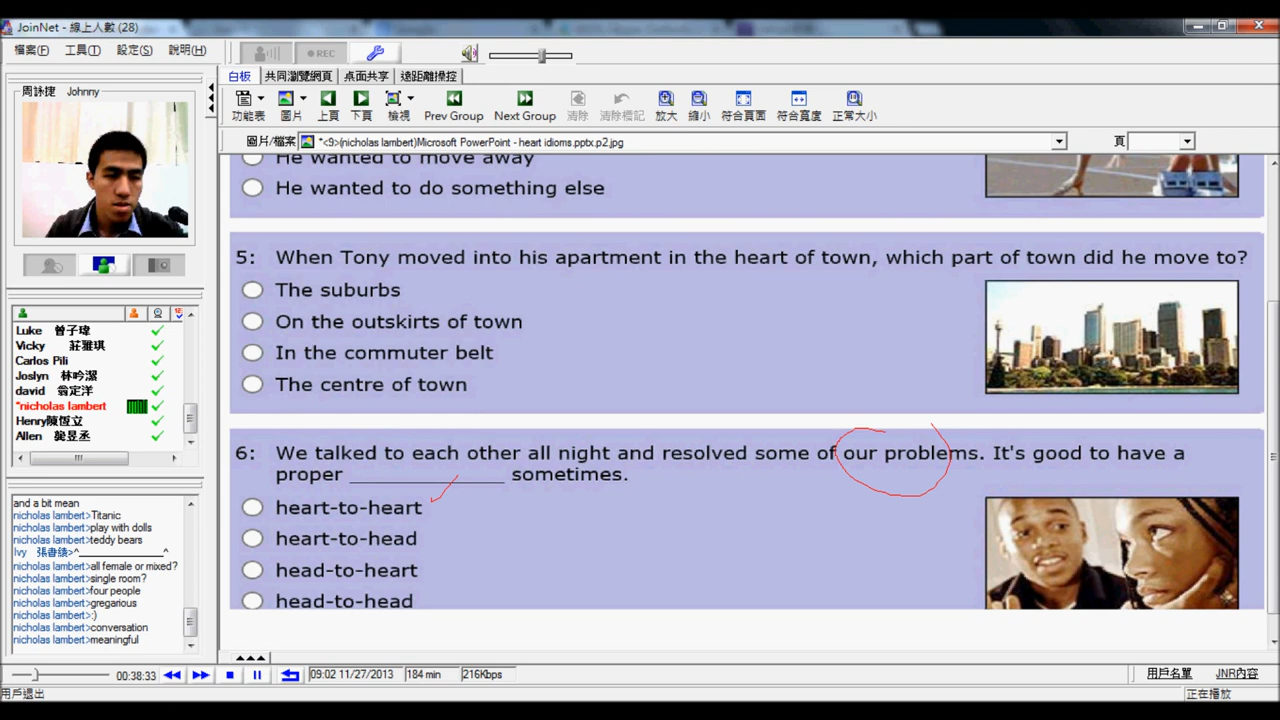 JoinNet - 線上人數 (28)
檔案(F) 工具(T) 設定(S) 說明(H)
REC
周詠捷 Johnny
白板 共同瀏覽網頁 桌面共享 遠距離操控
功能表 圖片 上頁 下頁 檢視 Prev Group Next Group 清除 清除標記 放大 縮小 符合頁面 符合寬度 正常大小
圖片/檔案 *<9>(nicholas lambert)Microsoft PowerPoint - heart idioms.pptx.p2.jpg 頁
He wanted to move away
He wanted to do something else
5: When Tony moved into his apartment in the heart of town, which part of town did he move to?
The suburbs
On the outskirts of town
In the commuter belt
The centre of town
6: We talked to each other all night and resolved some of our problems. It's good to have a
proper ____________ sometimes.
heart-to-heart
heart-to-head
head-to-heart
head-to-head
Luke 曾子瑋
Vicky 莊雅琪
Carlos Pili
Joslyn 林吟潔
david 翁定洋
*nicholas lambert
Henry陳恆立
Allen 龔昱丞
and a bit mean
nicholas lambert>Titanic
nicholas lambert>play with dolls
nicholas lambert>teddy bears
Ivy 張書綾>^______________^
nicholas lambert>all female or mixed?
nicholas lambert>single room?
nicholas lambert>four people
nicholas lambert>gregarious
nicholas lambert>:)
nicholas lambert>conversation
nicholas lambert>meaningful
00:38:33 09:02 11/27/2013 184 min 216Kbps 用戶名單 JNR內容
用戶退出 正在播放